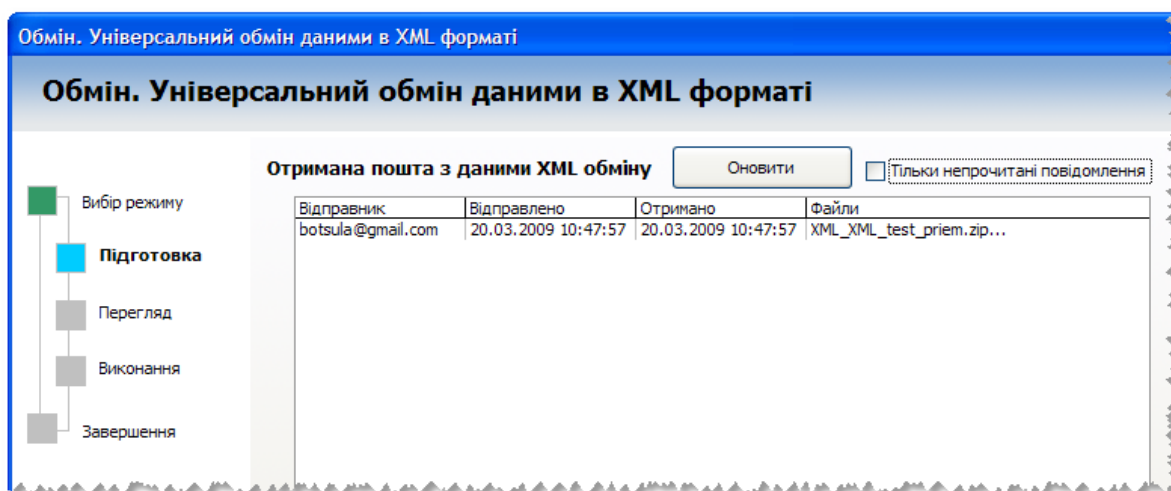 Обмін. Універсальний обмін даними в XML форматі
Обмін. Універсальний обмін даними в XML форматі
Отримана пошта з даними XML обміну Оновити Тільки непрочитані повідомлення
Вибір режиму
Підготовка
Перегляд
Виконання
Завершення
Відправник Відправлено Отримано Файли
botsula@gmail.com 20.03.2009 10:47:57 20.03.2009 10:47:57 XML_XML_test_priem.zip...